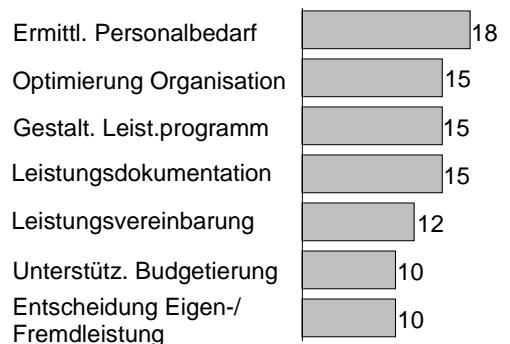 Ermittl. Personalbedarf 18
Optimierung Organisation 15
Gestalt. Leist.programm 15
Leistungsdokumentation 15
Leistungsvereinbarung 12
Unterstütz. Budgetierung 10
Entscheidung Eigen-/
Fremdleistung 10